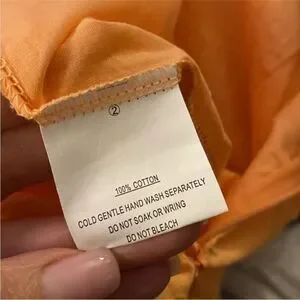 ②
100% COTTON
COLD GENTLE HAND WASH SEPARATELY
DO NOT SOAK OR WRING
DO NOT BLEACH